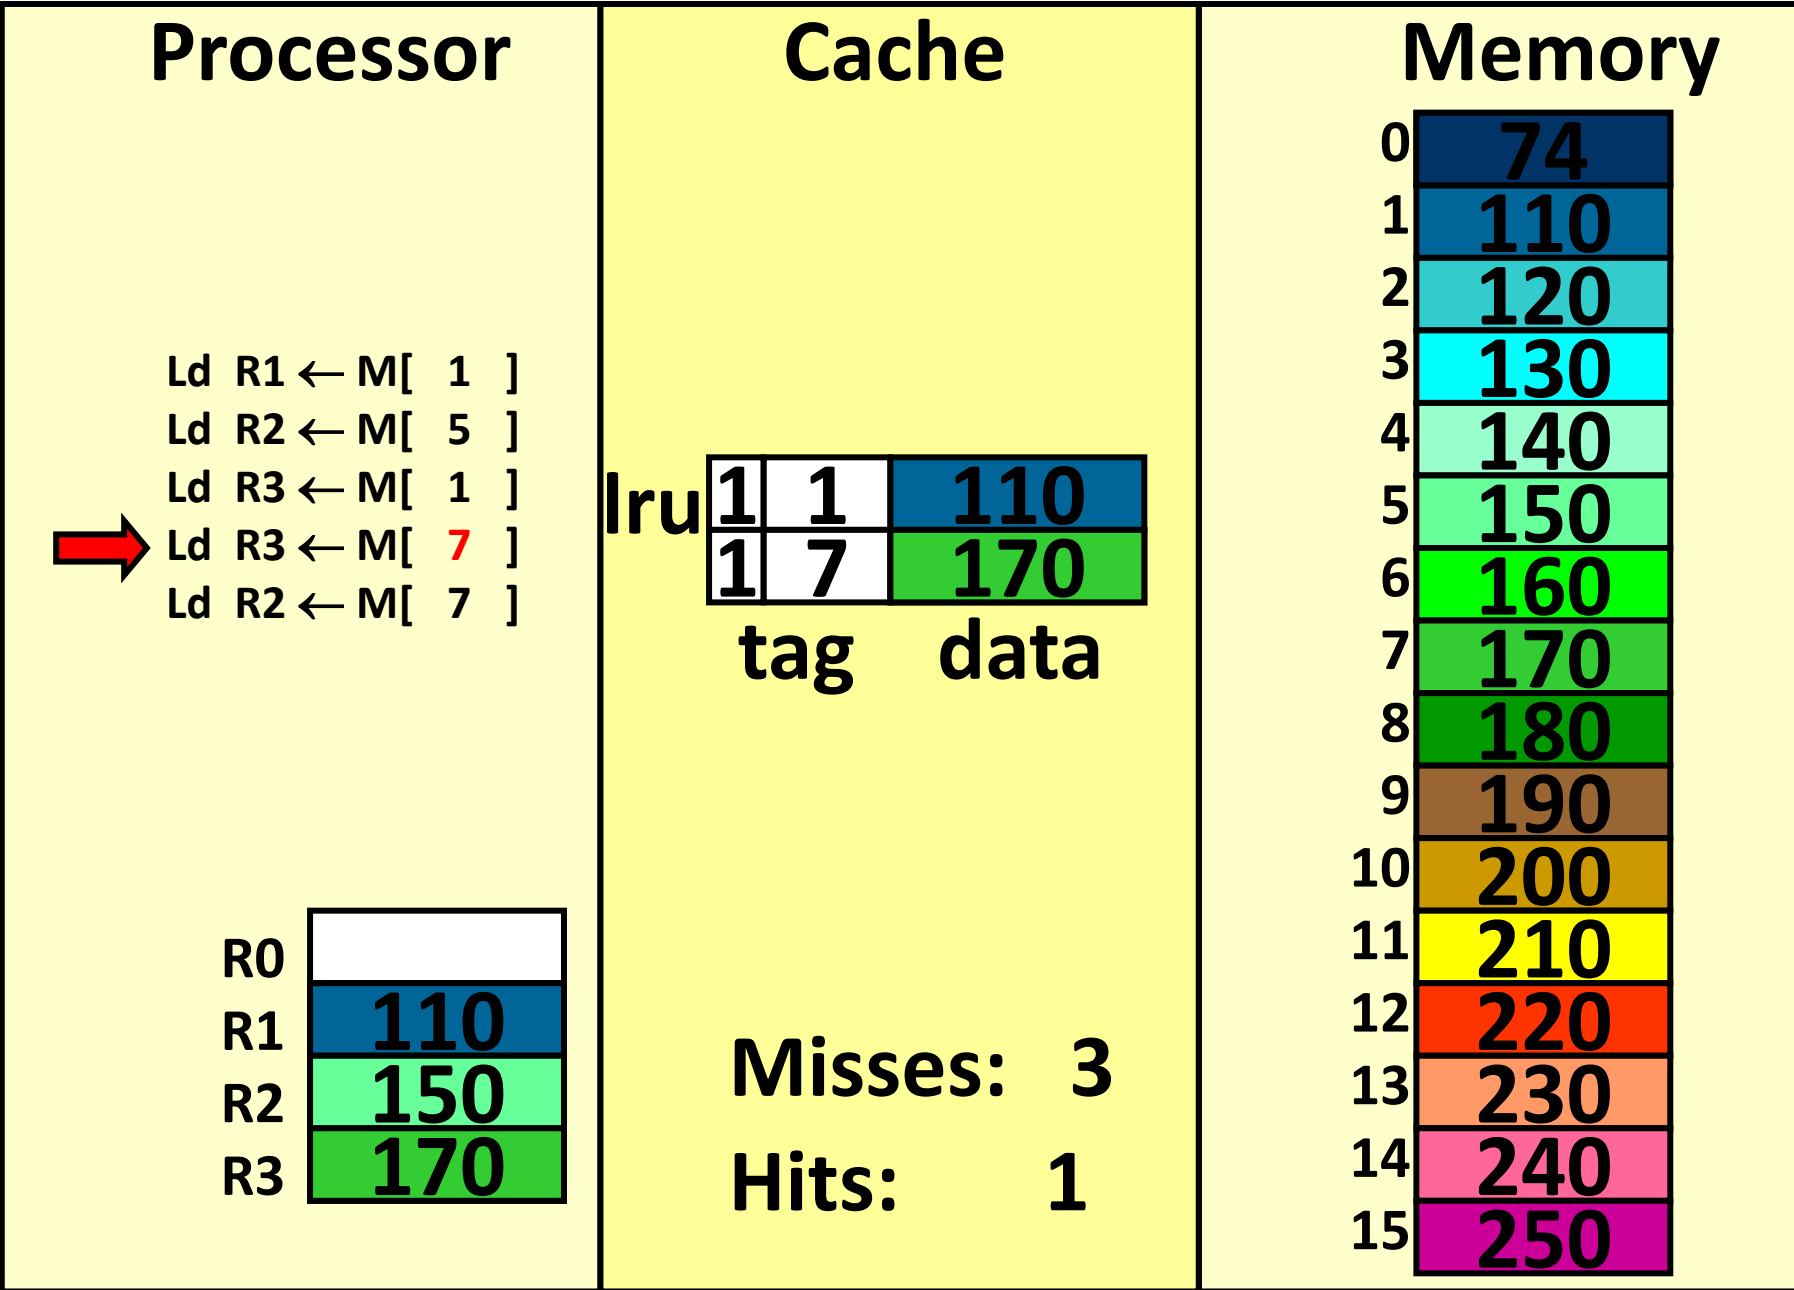 Processor
Ld R1 ← M[ 1 ]
Ld R2 ← M[ 5 ]
Ld R3 ← M[ 1 ]
Ld R3 ← M[ 7 ]
Ld R2 ← M[ 7 ]
R0
R1 110
R2 150
R3 170
Cache
lru 1 1 110
1 7 170
tag data
Misses: 3
Hits: 1
Memory
0 74
1 110
2 120
3 130
4 140
5 150
6 160
7 170
8 180
9 190
10 200
11 210
12 220
13 230
14 240
15 250